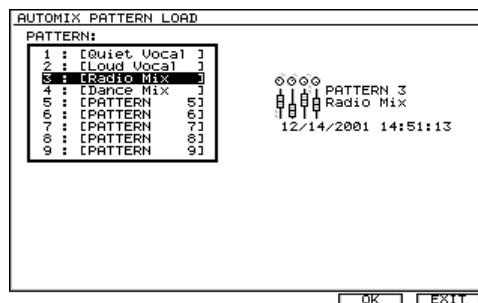 AUTOMIX PATTERN LOAD
PATTERN:
1 : [Quiet Vocal ]
2 : [Loud Vocal ]
3 : [Radio Mix ]
4 : [Dance Mix ]
5 : [PATTERN 5]
6 : [PATTERN 6]
7 : [PATTERN 7]
8 : [PATTERN 8]
9 : [PATTERN 9]
PATTERN 3
Radio Mix
12/14/2001 14:51:13
OK EXIT